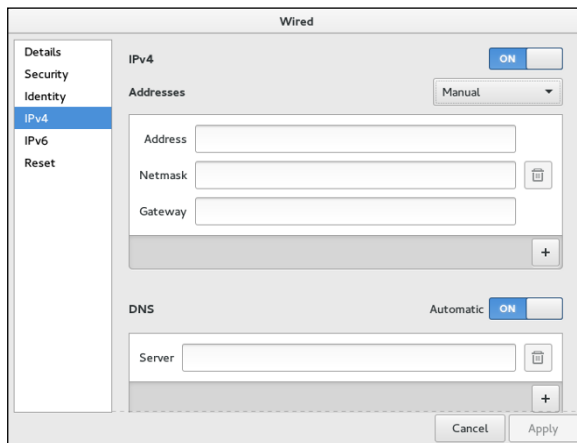 Wired
Details
Security
Identity
IPv4
IPv6
Reset
IPv4 ON
Addresses Manual
Address
Netmask
Gateway
+
DNS Automatic ON
Server
+
Cancel Apply